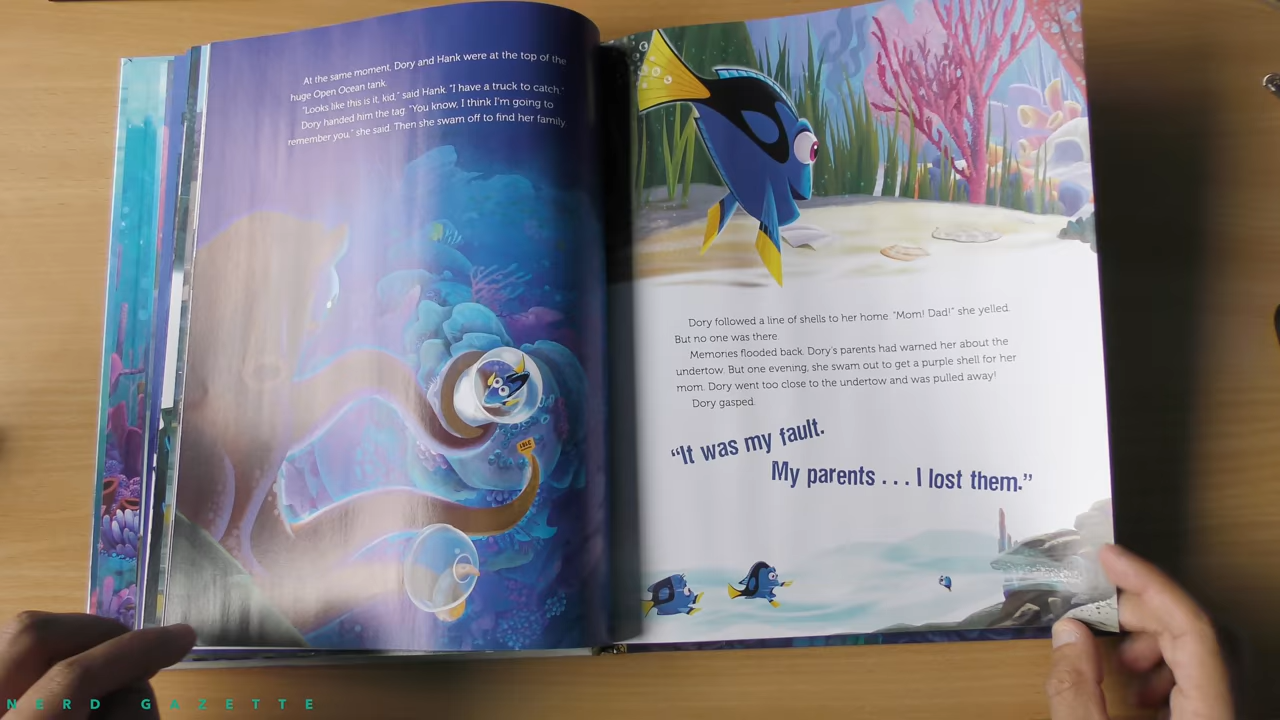 At the same moment, Dory and Hank were at the top of the
huge Open Ocean tank.
"Looks like this is it, kid," said Hank. "I have a truck to catch."
Dory handed him the tag. "You know, I think I'm going to
remember you," she said. Then she swam off to find her family.
Dory followed a line of shells to her home. "Mom! Dad!" she yelled.
But no one was there.
Memories flooded back. Dory's parents had warned her about the
undertow. But one evening, she swam out to get a purple shell for her
mom. Dory went too close to the undertow and was pulled away!
Dory gasped.
“It was my fault.
My parents . . . I lost them.”
NERD GAZETTE